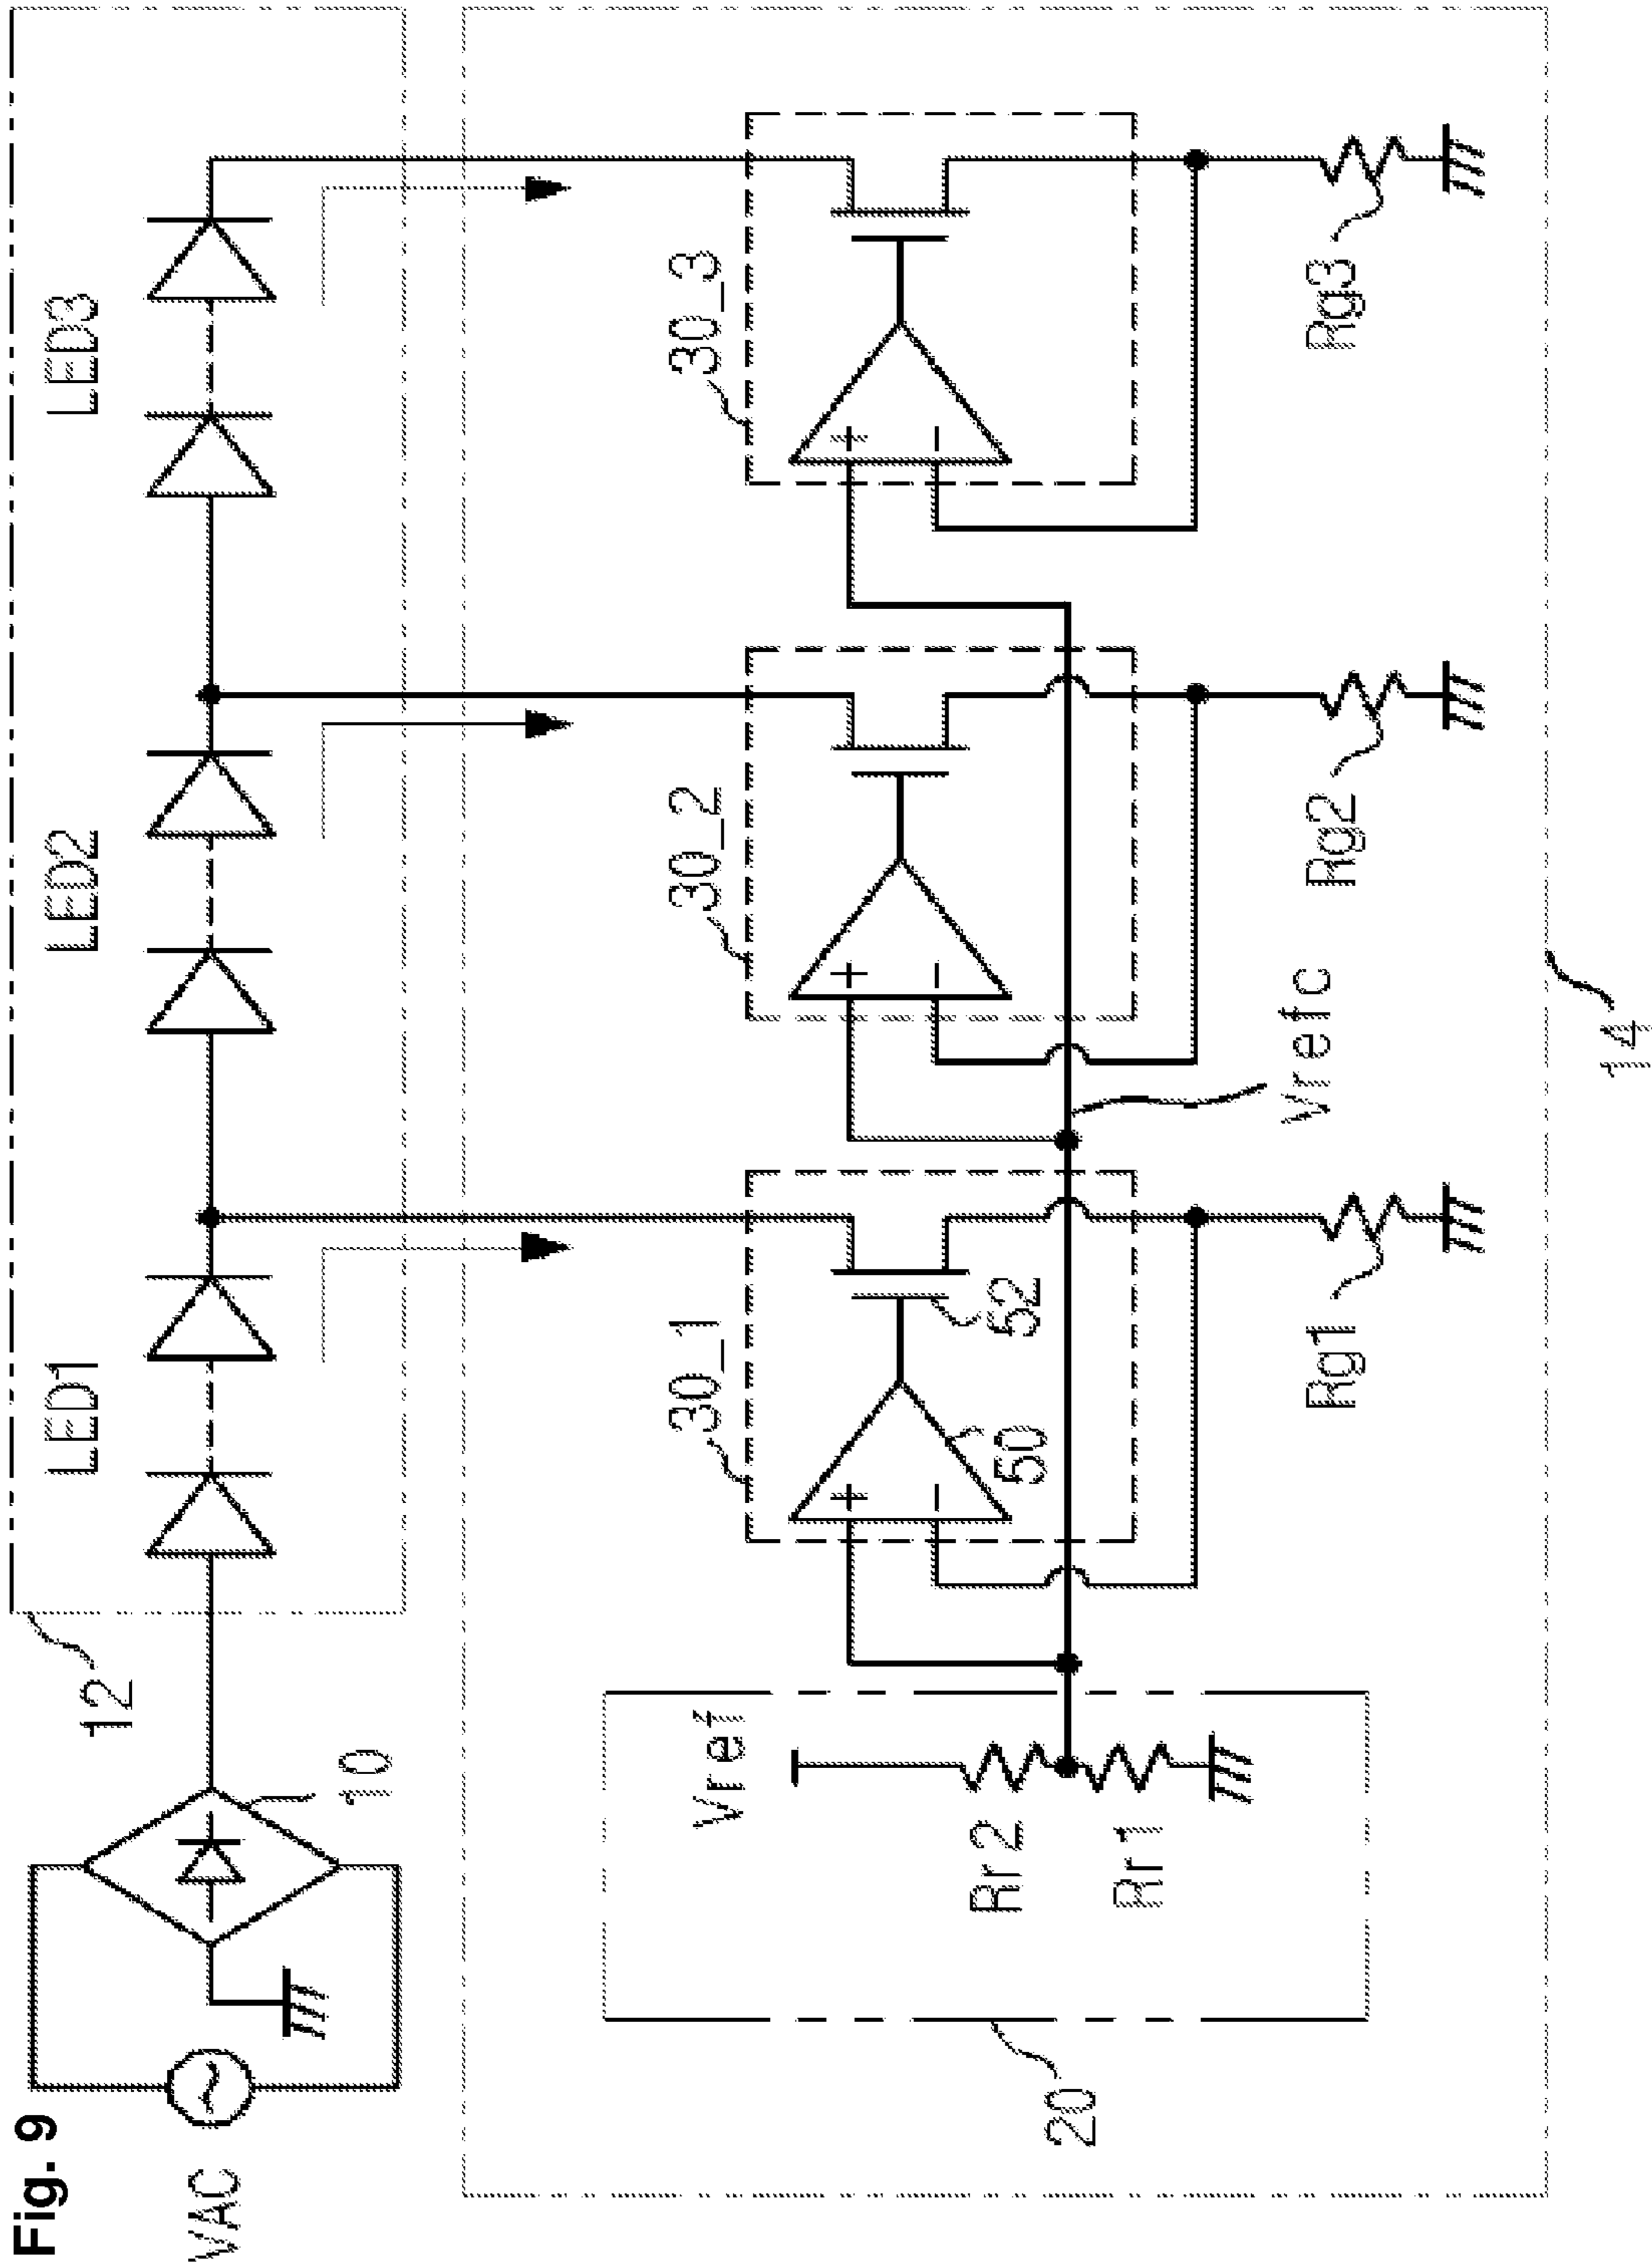 Fig. 9
VAC
10
12
LED1
LED2
LED3
14
20
Vref
Rr2
Rr1
30_1
50
52
30_2
30_3
Vrefc
Rg1
Rg2
Rg3